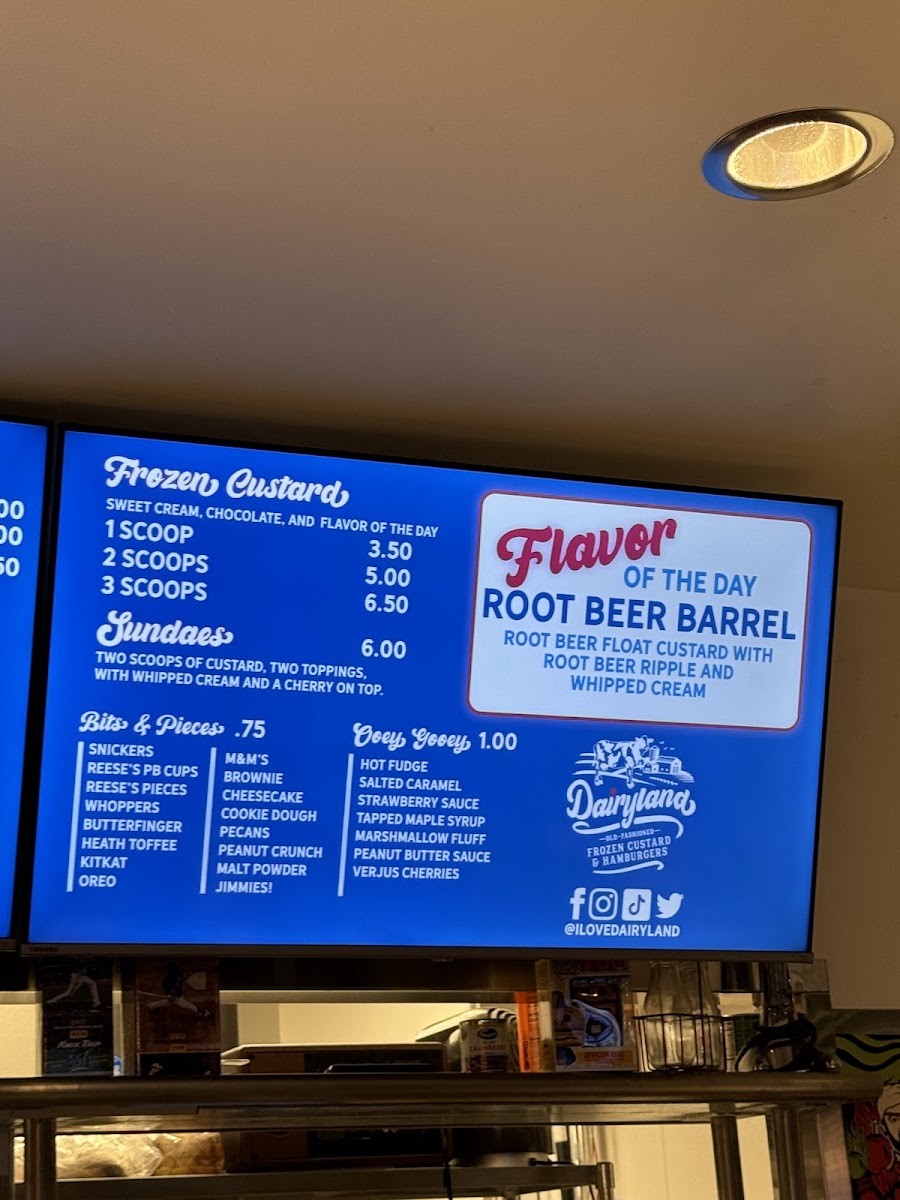 00
00
50
Frozen Custard
SWEET CREAM, CHOCOLATE, AND FLAVOR OF THE DAY
1 SCOOP 3.50
2 SCOOPS 5.00
3 SCOOPS 6.50
Sundaes 6.00
TWO SCOOPS OF CUSTARD, TWO TOPPINGS,
WITH WHIPPED CREAM AND A CHERRY ON TOP.
Bits & Pieces .75
SNICKERS
REESE'S PB CUPS
REESE'S PIECES
WHOPPERS
BUTTERFINGER
HEATH TOFFEE
KITKAT
OREO
M&M'S
BROWNIE
CHEESECAKE
COOKIE DOUGH
PECANS
PEANUT CRUNCH
MALT POWDER
JIMMIES!
Ooey Gooey 1.00
HOT FUDGE
SALTED CARAMEL
STRAWBERRY SAUCE
TAPPED MAPLE SYRUP
MARSHMALLOW FLUFF
PEANUT BUTTER SAUCE
VERJUS CHERRIES
Flavor
OF THE DAY
ROOT BEER BARREL
ROOT BEER FLOAT CUSTARD WITH
ROOT BEER RIPPLE AND
WHIPPED CREAM
Dairyland
OLD-FASHIONED
FROZEN CUSTARD
& HAMBURGERS
@ILOVEDAIRYLAND
TOSHIBA